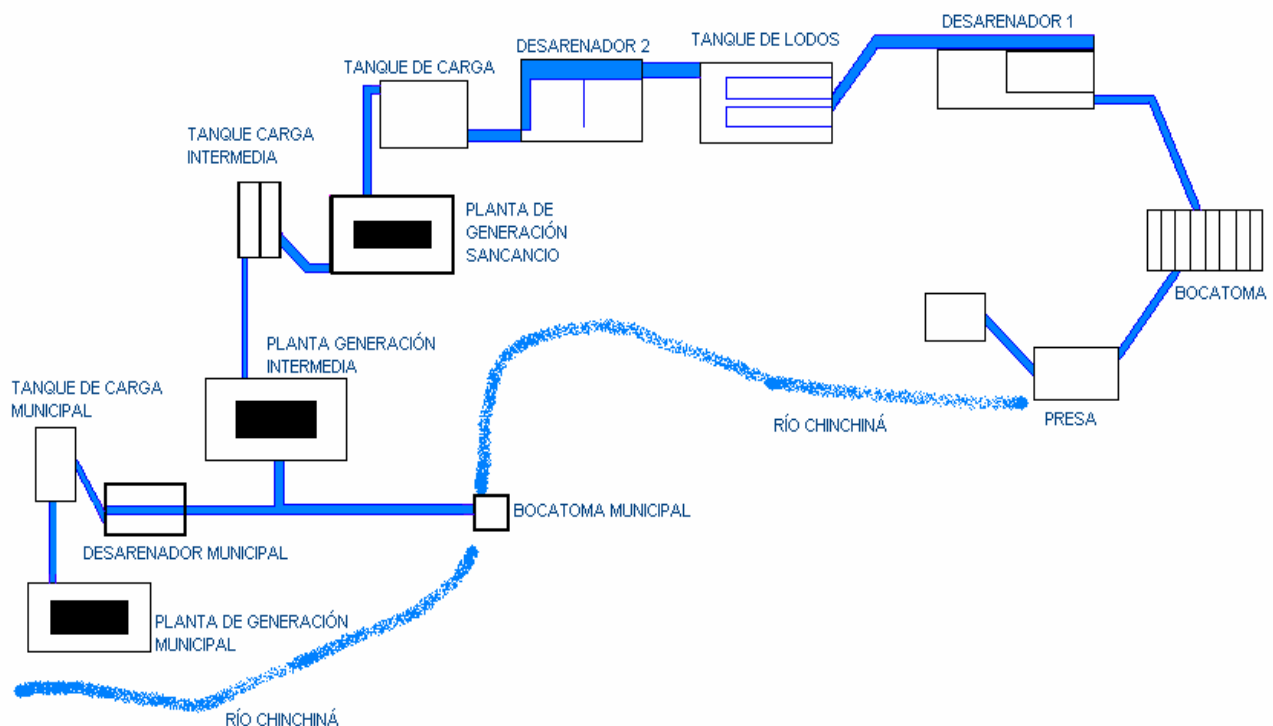 DESARENADOR 1
TANQUE DE LODOS
DESARENADOR 2
TANQUE DE CARGA
TANQUE CARGA
INTERMEDIA
PLANTA DE
GENERACIÓN
SANCANCIO
BOCATOMA
PLANTA GENERACIÓN
INTERMEDIA
TANQUE DE CARGA
MUNICIPAL
RÍO CHINCHINÁ
PRESA
BOCATOMA MUNICIPAL
DESARENADOR MUNICIPAL
PLANTA DE GENERACIÓN
MUNICIPAL
RÍO CHINCHINÁ